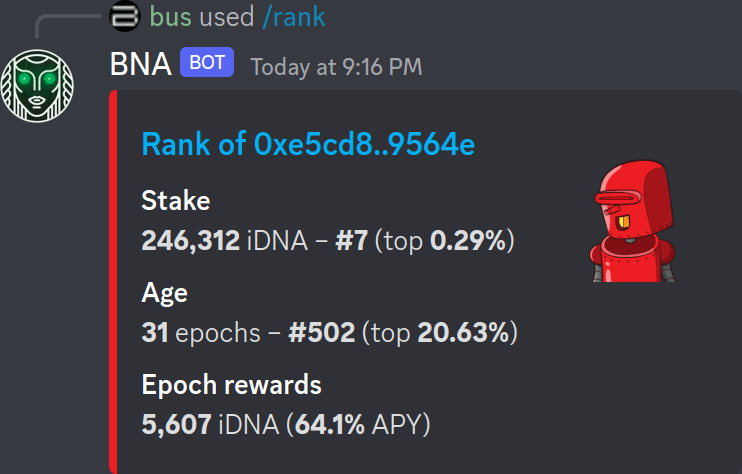 bus used /rank
BNA BOT Today at 9:16 PM
Rank of 0xe5cd8..9564e
Stake
246,312 iDNA – #7 (top 0.29%)
Age
31 epochs – #502 (top 20.63%)
Epoch rewards
5,607 iDNA (64.1% APY)